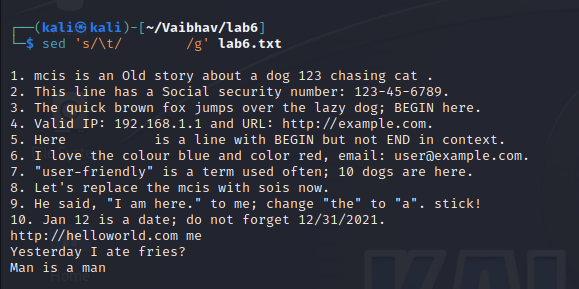 ┌──(kali㉿kali)-[~/Vaibhav/lab6]
└─$ sed 's/\t/        /g' lab6.txt

1. mcis is an Old story about a dog 123 chasing cat .
2. This line has a Social security number: 123-45-6789.
3. The quick brown fox jumps over the lazy dog; BEGIN here.
4. Valid IP: 192.168.1.1 and URL: http://example.com.
5. Here        is a line with BEGIN but not END in context.
6. I love the colour blue and color red, email: user@example.com.
7. "user-friendly" is a term used often; 10 dogs are here.
8. Let's replace the mcis with sois now.
9. He said, "I am here." to me; change "the" to "a". stick!
10. Jan 12 is a date; do not forget 12/31/2021.
http://helloworld.com me
Yesterday I ate fries?
Man is a man